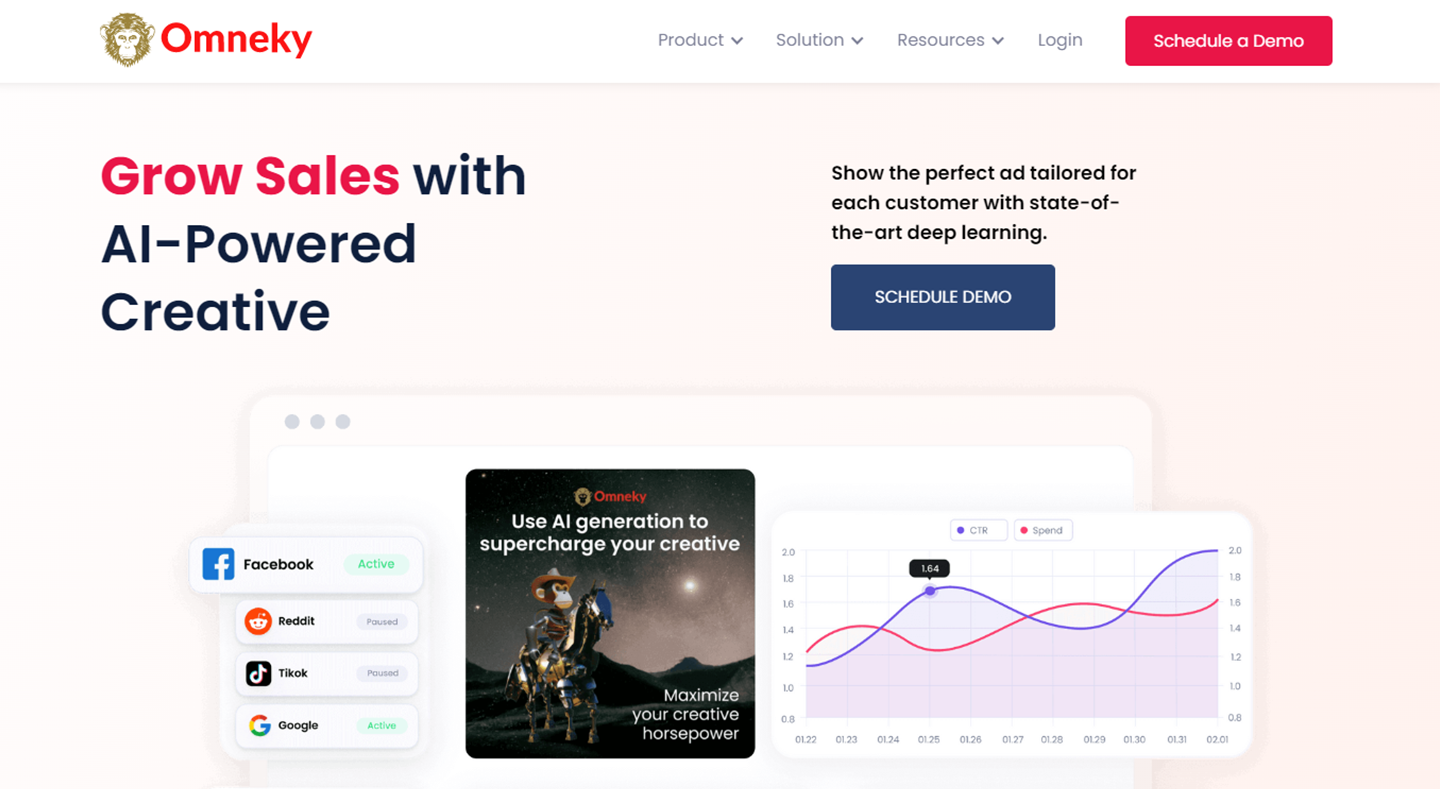 Omneky
Product
Solution
Resources
Login
Schedule a Demo
Grow Sales with
AI-Powered
Creative
Show the perfect ad tailored for
each customer with state-of-
the-art deep learning.
SCHEDULE DEMO
Facebook Active
Reddit Paused
Tikok Paused
Google Active
Omneky
Use AI generation to
supercharge your creative
Maximize
your creative
horsepower
CTR Spend
1.64
2.0 2.0
1.8 1.8
1.6 1.6
1.4 1.4
1.2 1.2
1.0 1.0
0.8 0.8
01.22 01.23 01.24 01.25 01.26 01.27 01.28 01.29 01.30 01.31 02.01